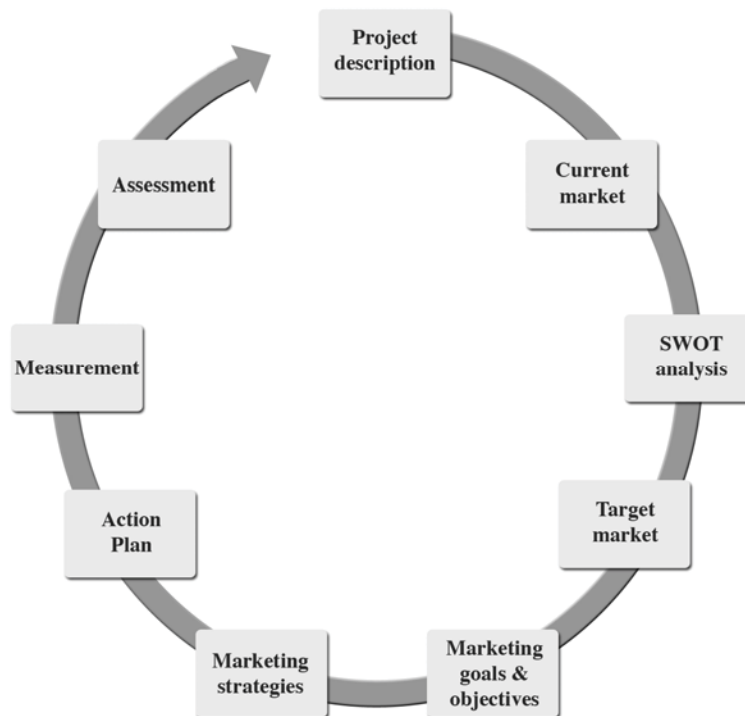 Project
description
Current
market
SWOT
analysis
Target
market
Marketing
goals &
objectives
Marketing
strategies
Action
Plan
Measurement
Assessment